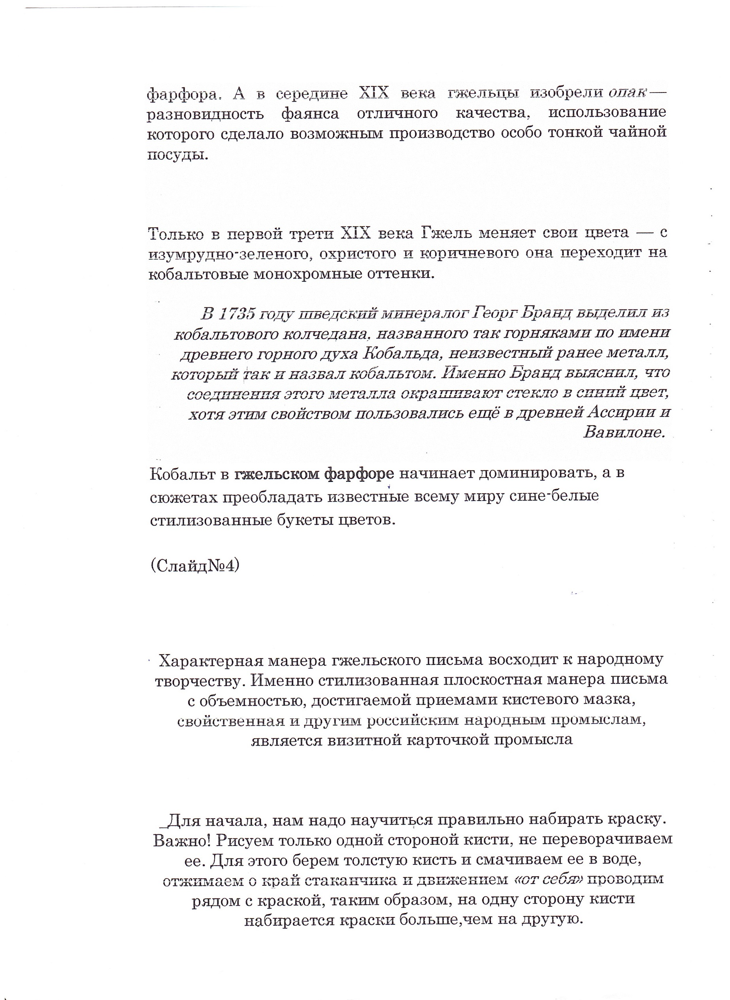 фарфора. А в середине XIX века гжельцы изобрели опак—
разновидность фаянса отличного качества, использование
которого сделало возможным производство особо тонкой чайной
посуды.
Только в первой трети XIX века Гжель меняет свои цвета — с
изумрудно-зеленого, охристого и коричневого она переходит на
кобальтовые монохромные оттенки.
В 1735 году шведский минералог Георг Бранд выделил из
кобальтового колчедана, названного так горняками по имени
древнего горного духа Кобальда, неизвестный ранее металл,
который так и назвал кобальтом. Именно Бранд выяснил, что
соединения этого металла окрашивают стекло в синий цвет,
хотя этим свойством пользовались ещё в древней Ассирии и
Вавилоне.
Кобальт в гжельском фарфоре начинает доминировать, а в
сюжетах преобладать известные всему миру сине-белые
стилизованные букеты цветов.
(Слайд№4)
Характерная манера гжельского письма восходит к народному
творчеству. Именно стилизованная плоскостная манера письма
с объемностью, достигаемой приемами кистевого мазка,
свойственная и другим российским народным промыслам,
является визитной карточкой промысла
_Для начала, нам надо научиться правильно набирать краску.
Важно! Рисуем только одной стороной кисти, не переворачиваем
ее. Для этого берем толстую кисть и смачиваем ее в воде,
отжимаем о край стаканчика и движением «от себя» проводим
рядом с краской, таким образом, на одну сторону кисти
набирается краски больше,чем на другую.